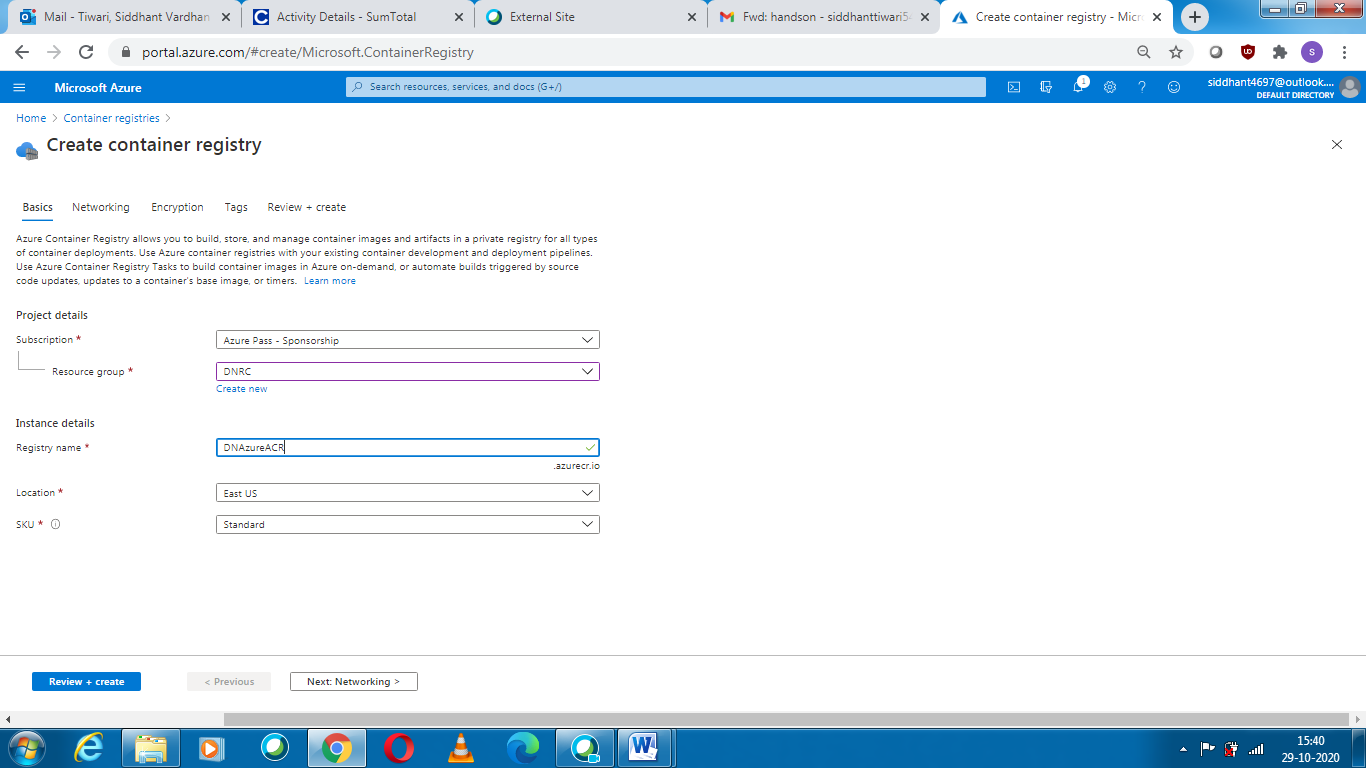 Mail - Tiwari, Siddhant Vardhan
Activity Details - SumTotal
External Site
Fwd: handson - siddhanttiwari54
Create container registry - Micr
portal.azure.com/#create/Microsoft.ContainerRegistry
S
Microsoft Azure
Search resources, services, and docs (G+/)
1
siddhant4697@outlook....
DEFAULT DIRECTORY
Home > Container registries >
Create container registry
Basics Networking Encryption Tags Review + create
Azure Container Registry allows you to build, store, and manage container images and artifacts in a private registry for all types
of container deployments. Use Azure container registries with your existing container development and deployment pipelines.
Use Azure Container Registry Tasks to build container images in Azure on-demand, or automate builds triggered by source
code updates, updates to a container's base image, or timers. Learn more
Project details
Subscription * Azure Pass - Sponsorship
Resource group * DNRC
Create new
Instance details
Registry name * DNAzureACR
.azurecr.io
Location * East US
SKU * Standard
Review + create < Previous Next: Networking >
15:40
29-10-2020